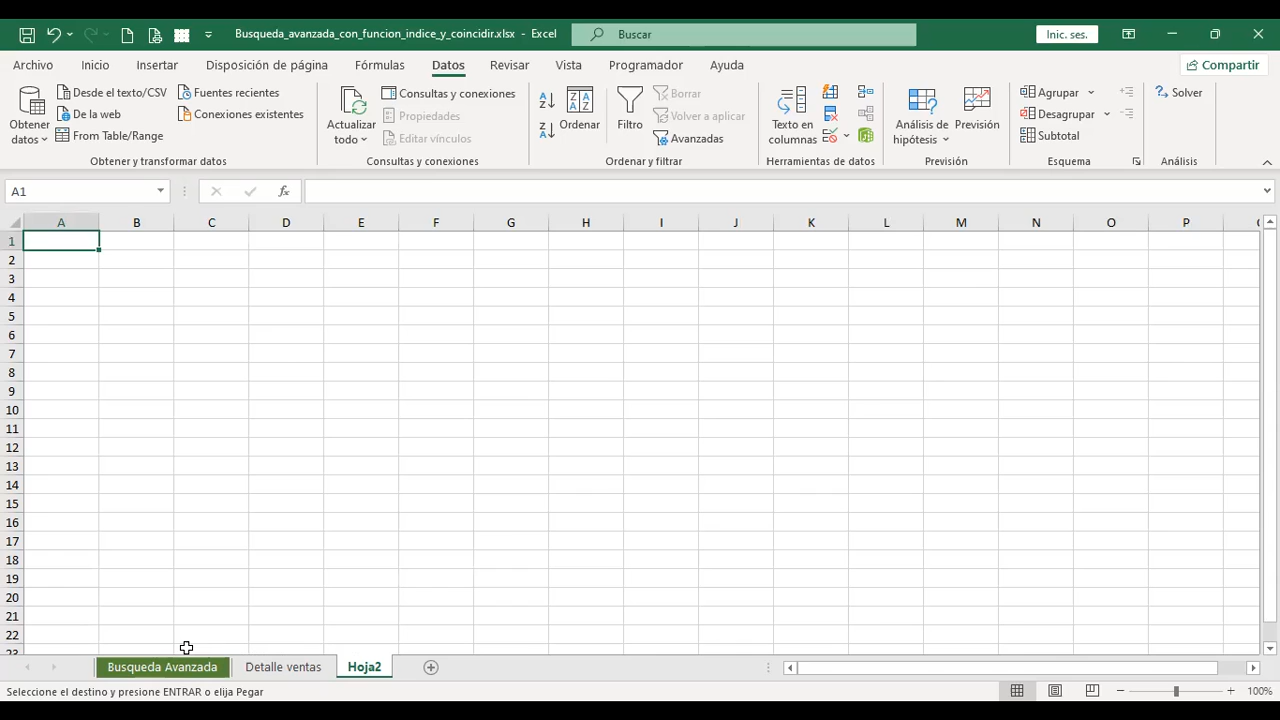 Busqueda_avanzada_con_funcion_indice_y_coincidir.xlsx - Excel
Buscar
Inic. ses.
Archivo Inicio Insertar Disposición de página Fórmulas Datos Revisar Vista Programador Ayuda
Compartir
Obtener datos
Desde el texto/CSV
De la web
From Table/Range
Fuentes recientes
Conexiones existentes
Obtener y transformar datos
Actualizar todo
Consultas y conexiones
Propiedades
Editar vínculos
Consultas y conexiones
Ordenar
Filtro
Borrar
Volver a aplicar
Avanzadas
Ordenar y filtrar
Texto en columnas
Herramientas de datos
Análisis de hipótesis
Previsión
Previsión
Agrupar
Desagrupar
Subtotal
Esquema
Solver
Análisis
A1
fx
A B C D E F G H I J K L M N O P
1
2
3
4
5
6
7
8
9
10
11
12
13
14
15
16
17
18
19
20
21
22
23
Busqueda Avanzada Detalle ventas Hoja2
Seleccione el destino y presione ENTRAR o elija Pegar
100%